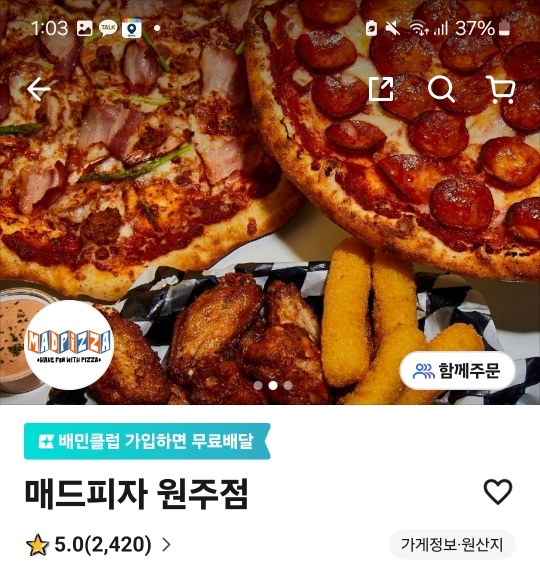 1:03 TALK 37%
MADPIZZA
HAVE FUN WITH PIZZA
함께주문
배민클럽 가입하면 무료배달
매드피자 원주점
5.0(2,420)
가게정보·원산지